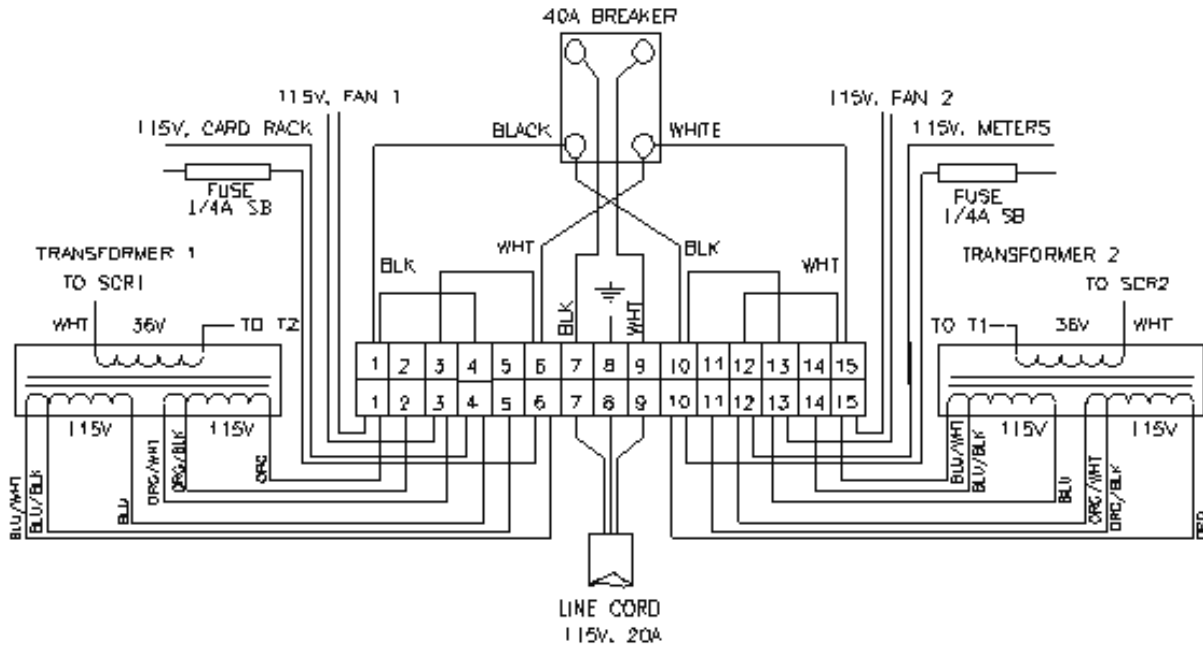 40A BREAKER
115V, FAN 1
115V, FAN 2
115V, CARD RACK
BLACK
WHITE
115V. METERS
FUSE
1/4A SB
FUSE
1/4A SB
TRANSFORMER 1
WHT
BLK
TRANSFORMER 2
TO SCR1
BLK
WHT
TO SCR2
WHT
36V
TO T2
BLK
WHT
TO T1
36V
WHT
1 2 3 4 5 6 7 8 9 10 11 12 13 14 15
1 2 3 4 5 6 7 8 9 10 11 12 13 14 15
115V
115V
115V
115V
BLU/WHT
BLU/BLK
BLU
ORG/WHT
ORG/BLK
ORG
BLU/WHT
BLU/BLK
BLU
ORG/WHT
ORG/BLK
ORG
LINE CORD
115V. 20A